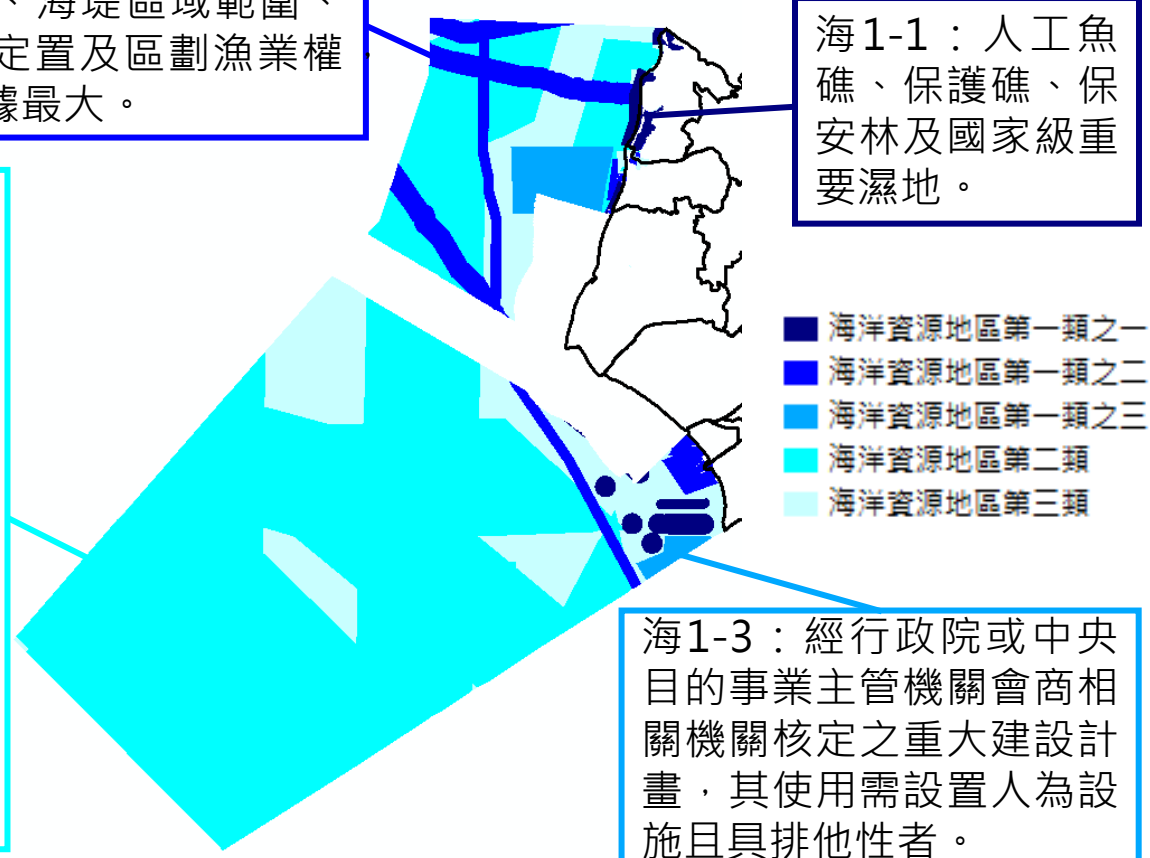 、海堤區域範圍、
定置及區劃漁業權
據最大。
海1-1：人工魚
礁、保護礁、保
安林及國家級重
要濕地。
海洋資源地區第一類之一
海洋資源地區第一類之二
海洋資源地區第一類之三
海洋資源地區第二類
海洋資源地區第三類
海1-3：經行政院或中央
目的事業主管機關會商相
關機關核定之重大建設計
畫，其使用需設置人為設
施且具排他性者。